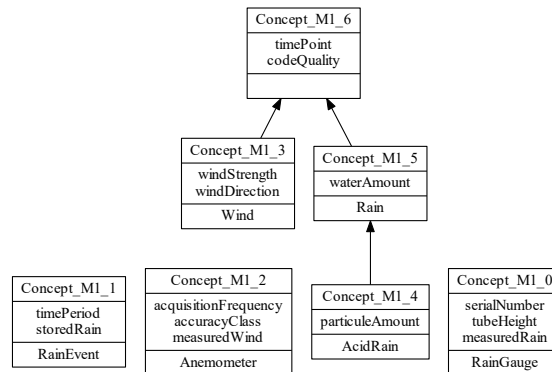 Concept_M1_6
timePoint
codeQuality
Concept_M1_3
windStrength
windDirection
Wind
Concept_M1_5
waterAmount
Rain
Concept_M1_1
timePeriod
storedRain
RainEvent
Concept_M1_2
acquisitionFrequency
accuracyClass
measuredWind
Anemometer
Concept_M1_4
particuleAmount
AcidRain
Concept_M1_0
serialNumber
tubeHeight
measuredRain
RainGauge